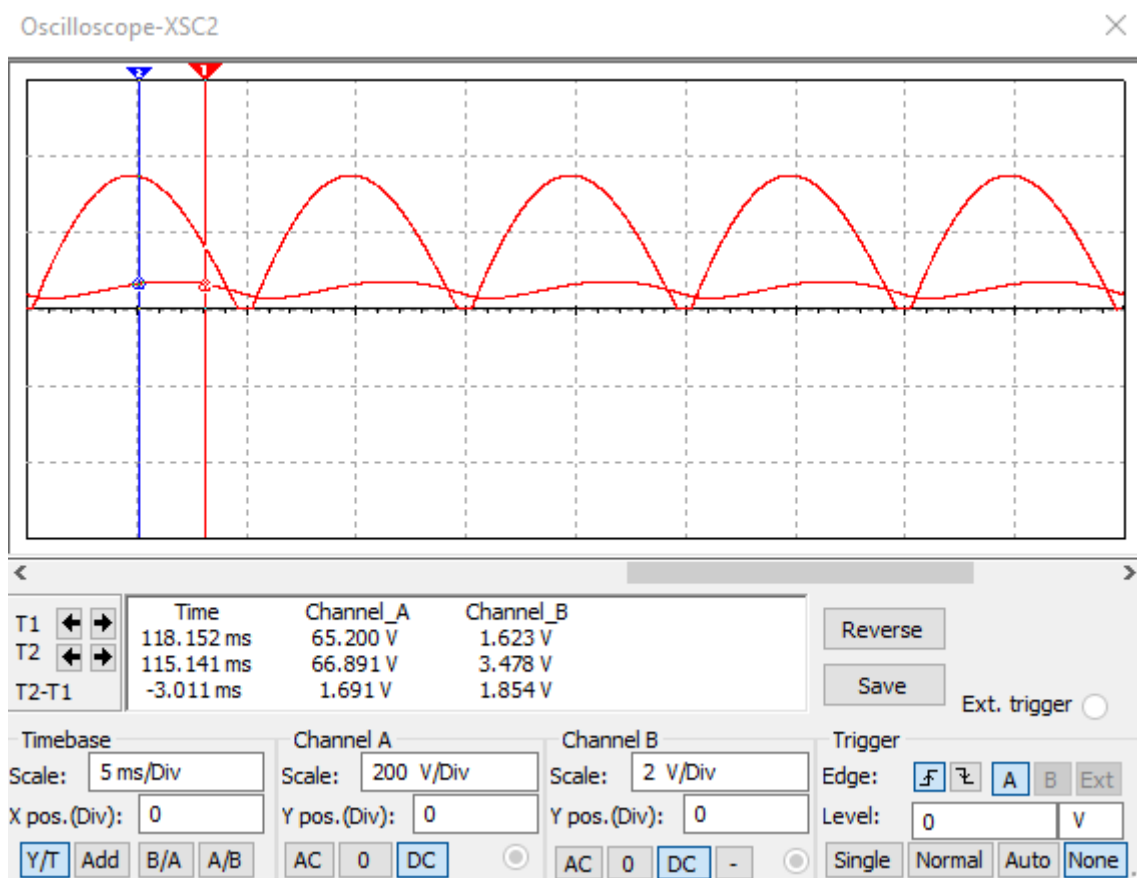 Oscilloscope-XSC2
2 1
Time Channel_A Channel_B
T1 118.152 ms 65.200 V 1.623 V
T2 115.141 ms 66.891 V 3.478 V
T2-T1 -3.011 ms 1.691 V 1.854 V
Reverse
Save
Ext. trigger
Timebase
Scale: 5 ms/Div
X pos.(Div): 0
Y/T Add B/A A/B
Channel A
Scale: 200 V/Div
Y pos.(Div): 0
AC 0 DC
Channel B
Scale: 2 V/Div
Y pos.(Div): 0
AC 0 DC -
Trigger
Edge: A B Ext
Level: 0 V
Single Normal Auto None